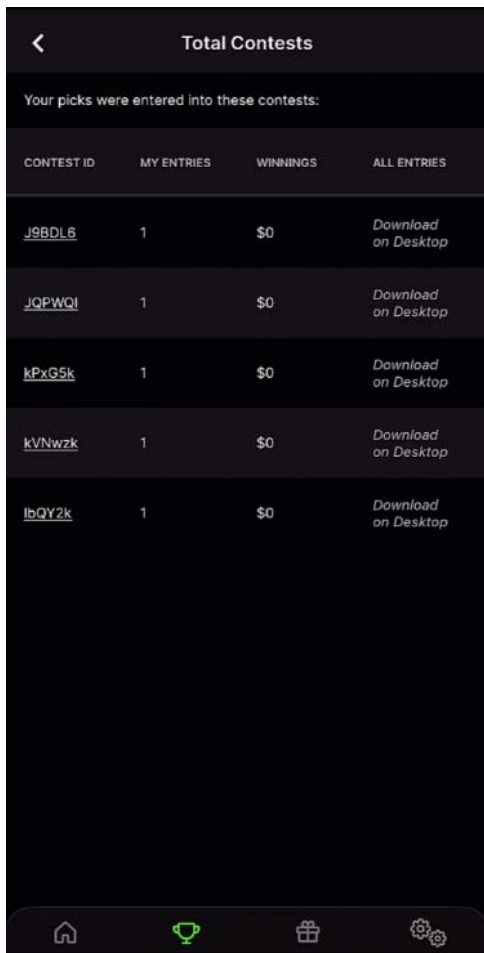 Total Contests
Your picks were entered into these contests:
CONTEST ID MY ENTRIES WINNINGS ALL ENTRIES
J9BDL6 1 $0 Download on Desktop
JQPWQl 1 $0 Download on Desktop
kPxG5k 1 $0 Download on Desktop
kVNwzk 1 $0 Download on Desktop
lbQY2k 1 $0 Download on Desktop